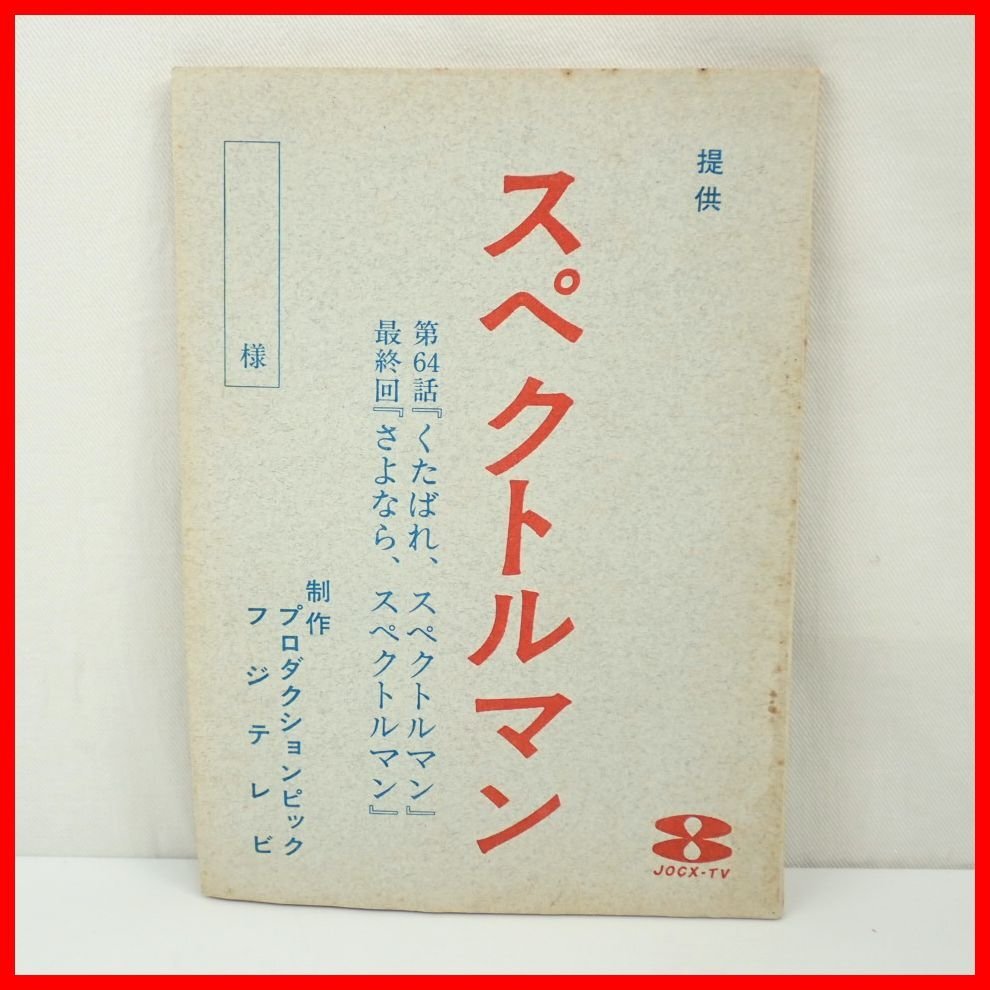 提供
スペクトルマン
第64話『くたばれ、スペクトルマン』
最終回『さよなら、スペクトルマン』
制作
プロダクションピック
フジテレビ
様
JOCX-TV